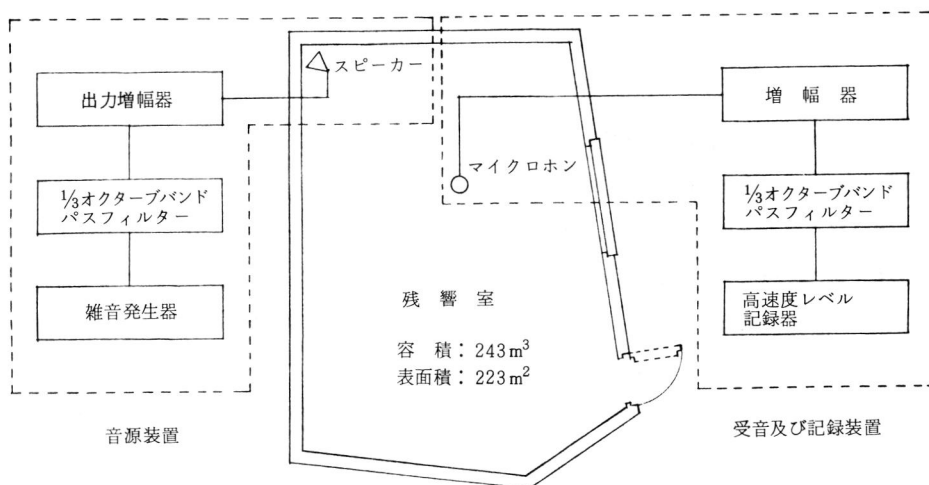 出力増幅器
⅓オクターブバンド
パスフィルター
雑音発生器
音源装置
スピーカー
マイクロホン
残響室
容積：243m³
表面積：223m²
増幅器
⅓オクターブバンド
パスフィルター
高速度レベル
記録器
受音及び記録装置